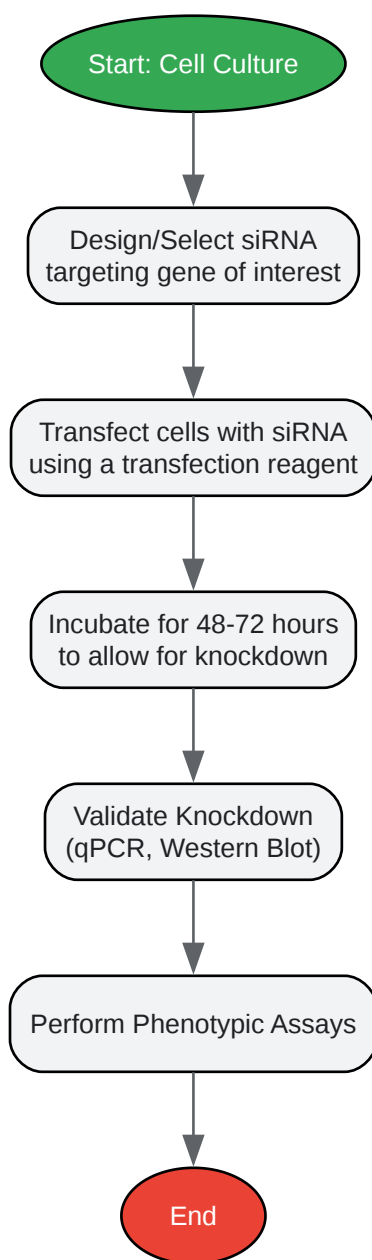 Start: Cell Culture
Design/Select siRNA
targeting gene of interest
Transfect cells with siRNA
using a transfection reagent
Incubate for 48-72 hours
to allow for knockdown
Validate Knockdown
(qPCR, Western Blot)
Perform Phenotypic Assays
End